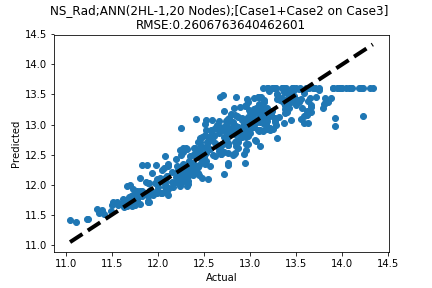 NS_Rad;ANN(2HL-1,20 Nodes);[Case1+Case2 on Case3]
RMSE:0.2606763640462601
14.5
14.0
13.5
13.0
12.5
12.0
11.5
11.0
Predicted
11.0 11.5 12.0 12.5 13.0 13.5 14.0 14.5
Actual